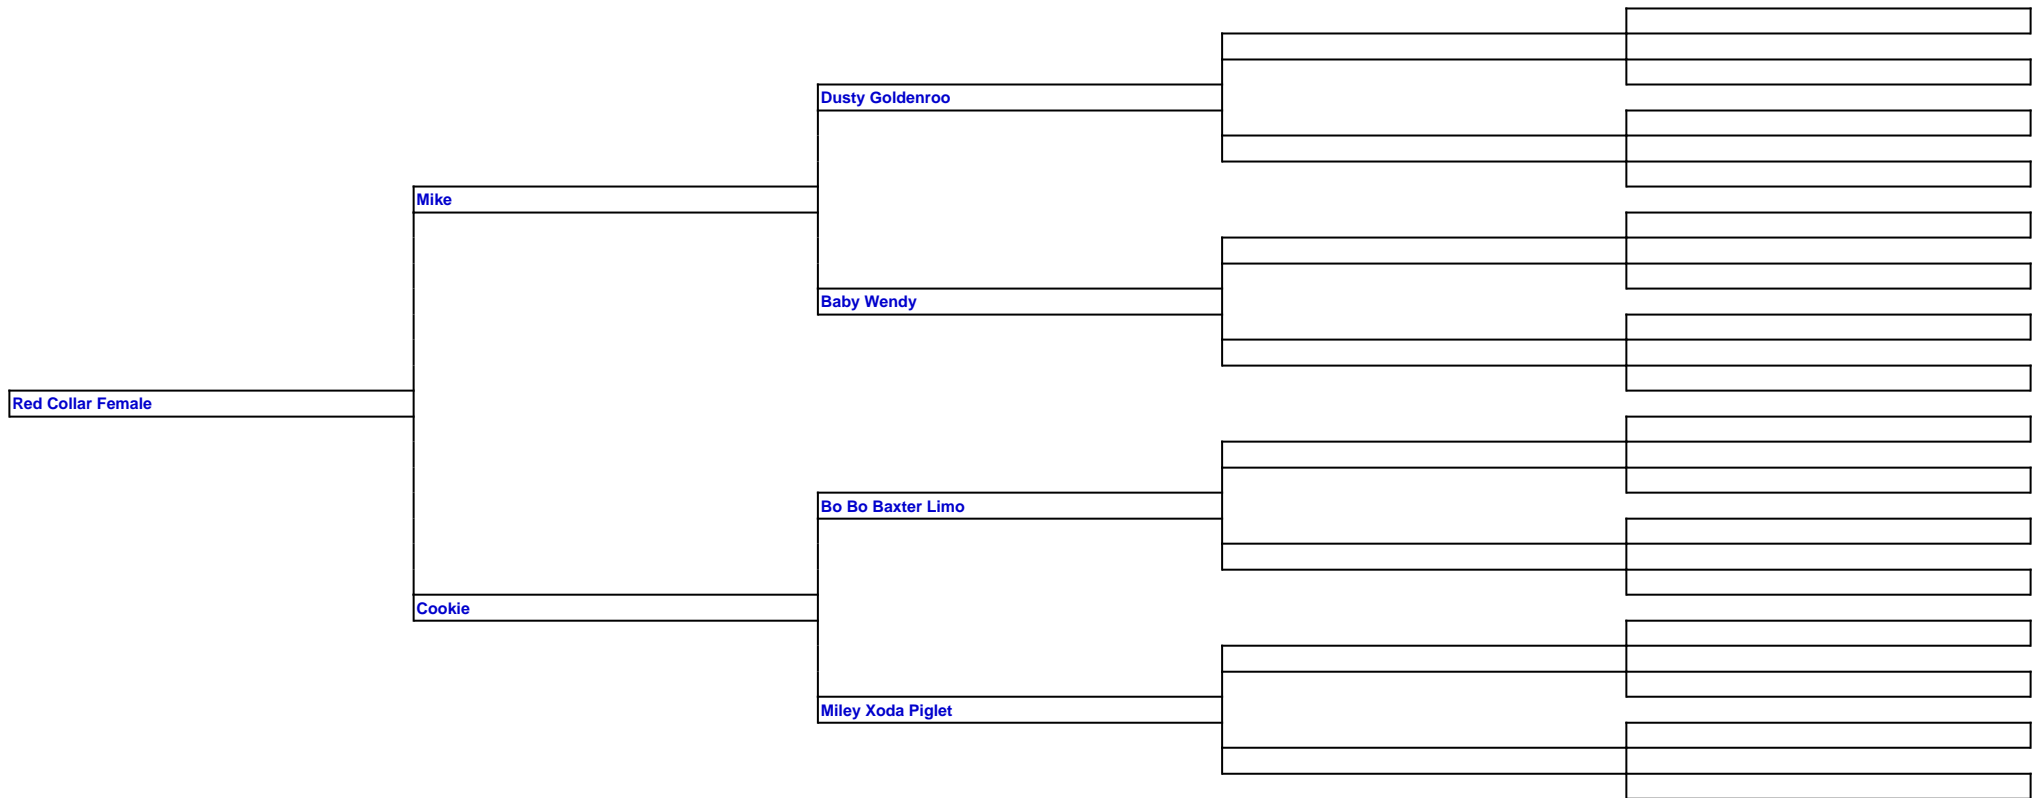 Dusty Goldenroo
Mike
Baby Wendy
Red Collar Female
Bo Bo Baxter Limo
Cookie
Miley Xoda Piglet